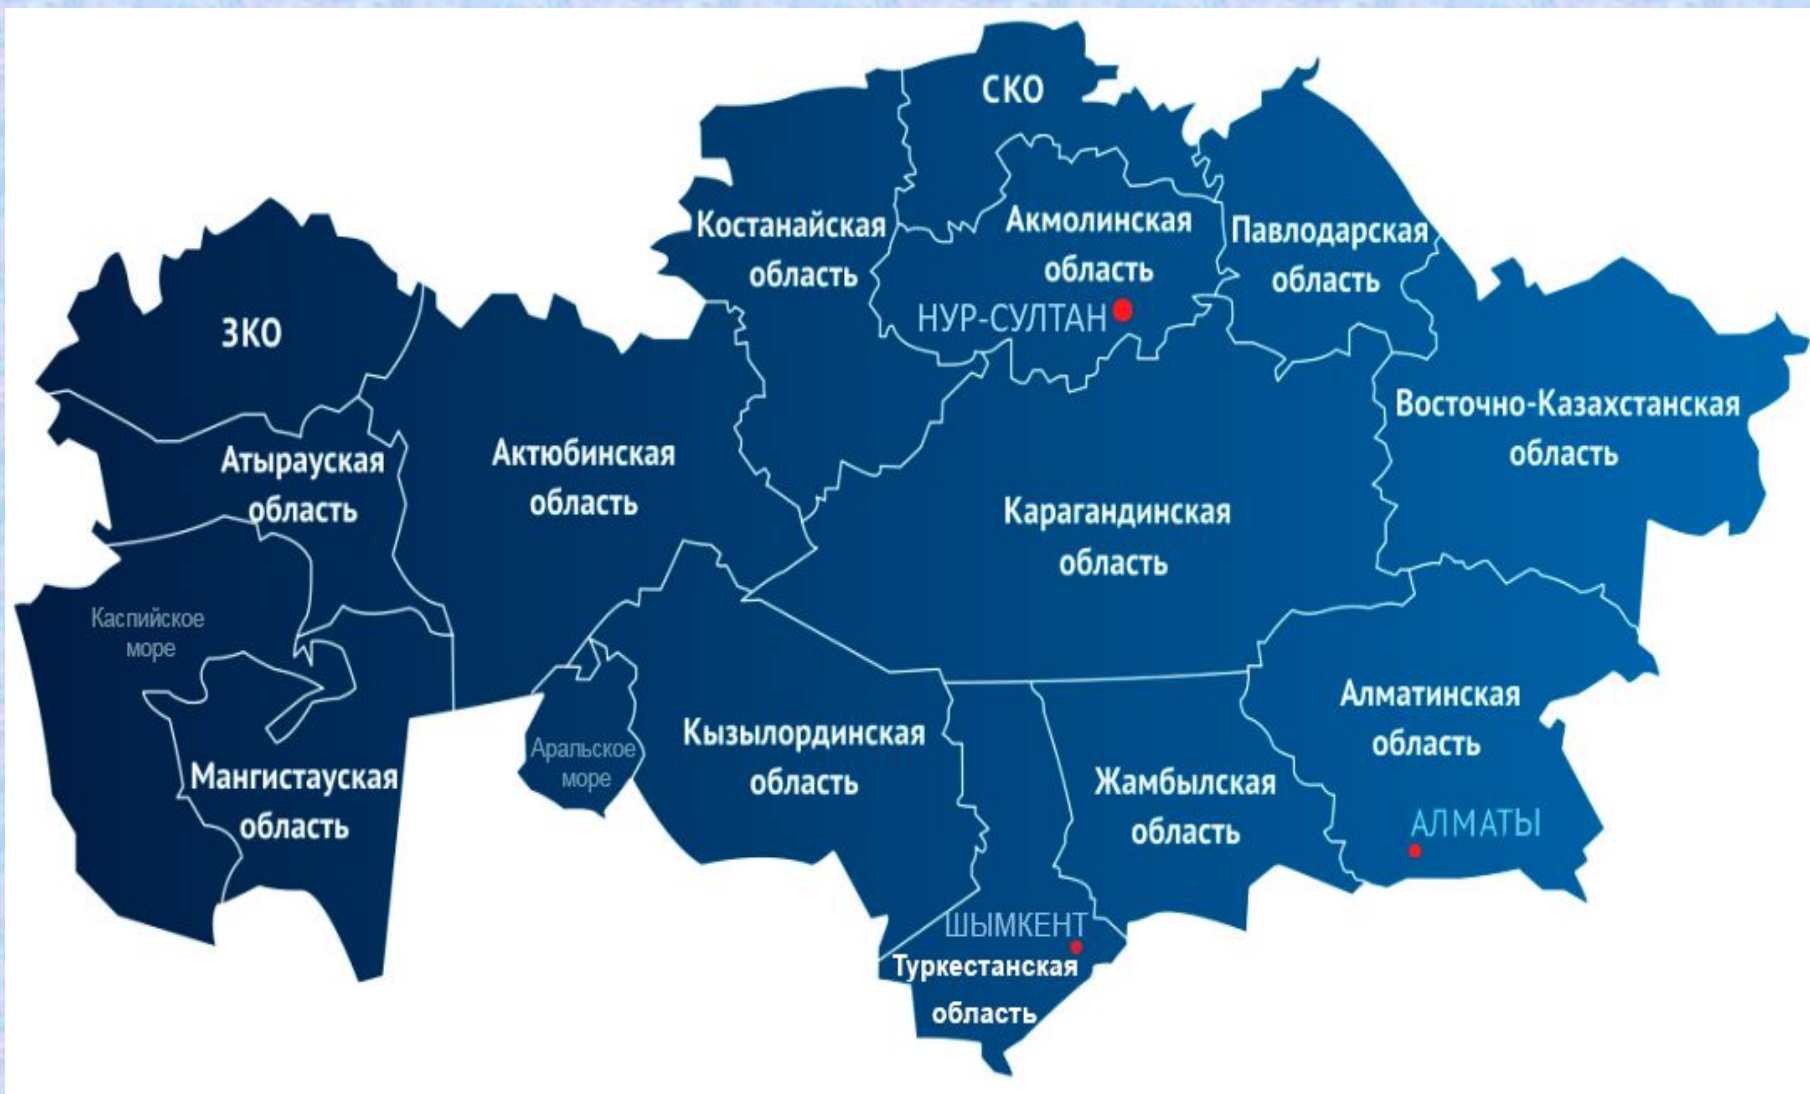 СКО
Костанайская
область
Акмолинская
область
НУР-СУЛТАН
Павлодарская
область
ЗКО
Восточно-Казахстанская
область
Атырауская
область
Актюбинская
область
Карагандинская
область
Каспийское
море
Аральское
море
Мангистауская
область
Кызылординская
область
Жамбылская
область
Алматинская
область
АЛМАТЫ
ШЫМКЕНТ
Туркестанская
область